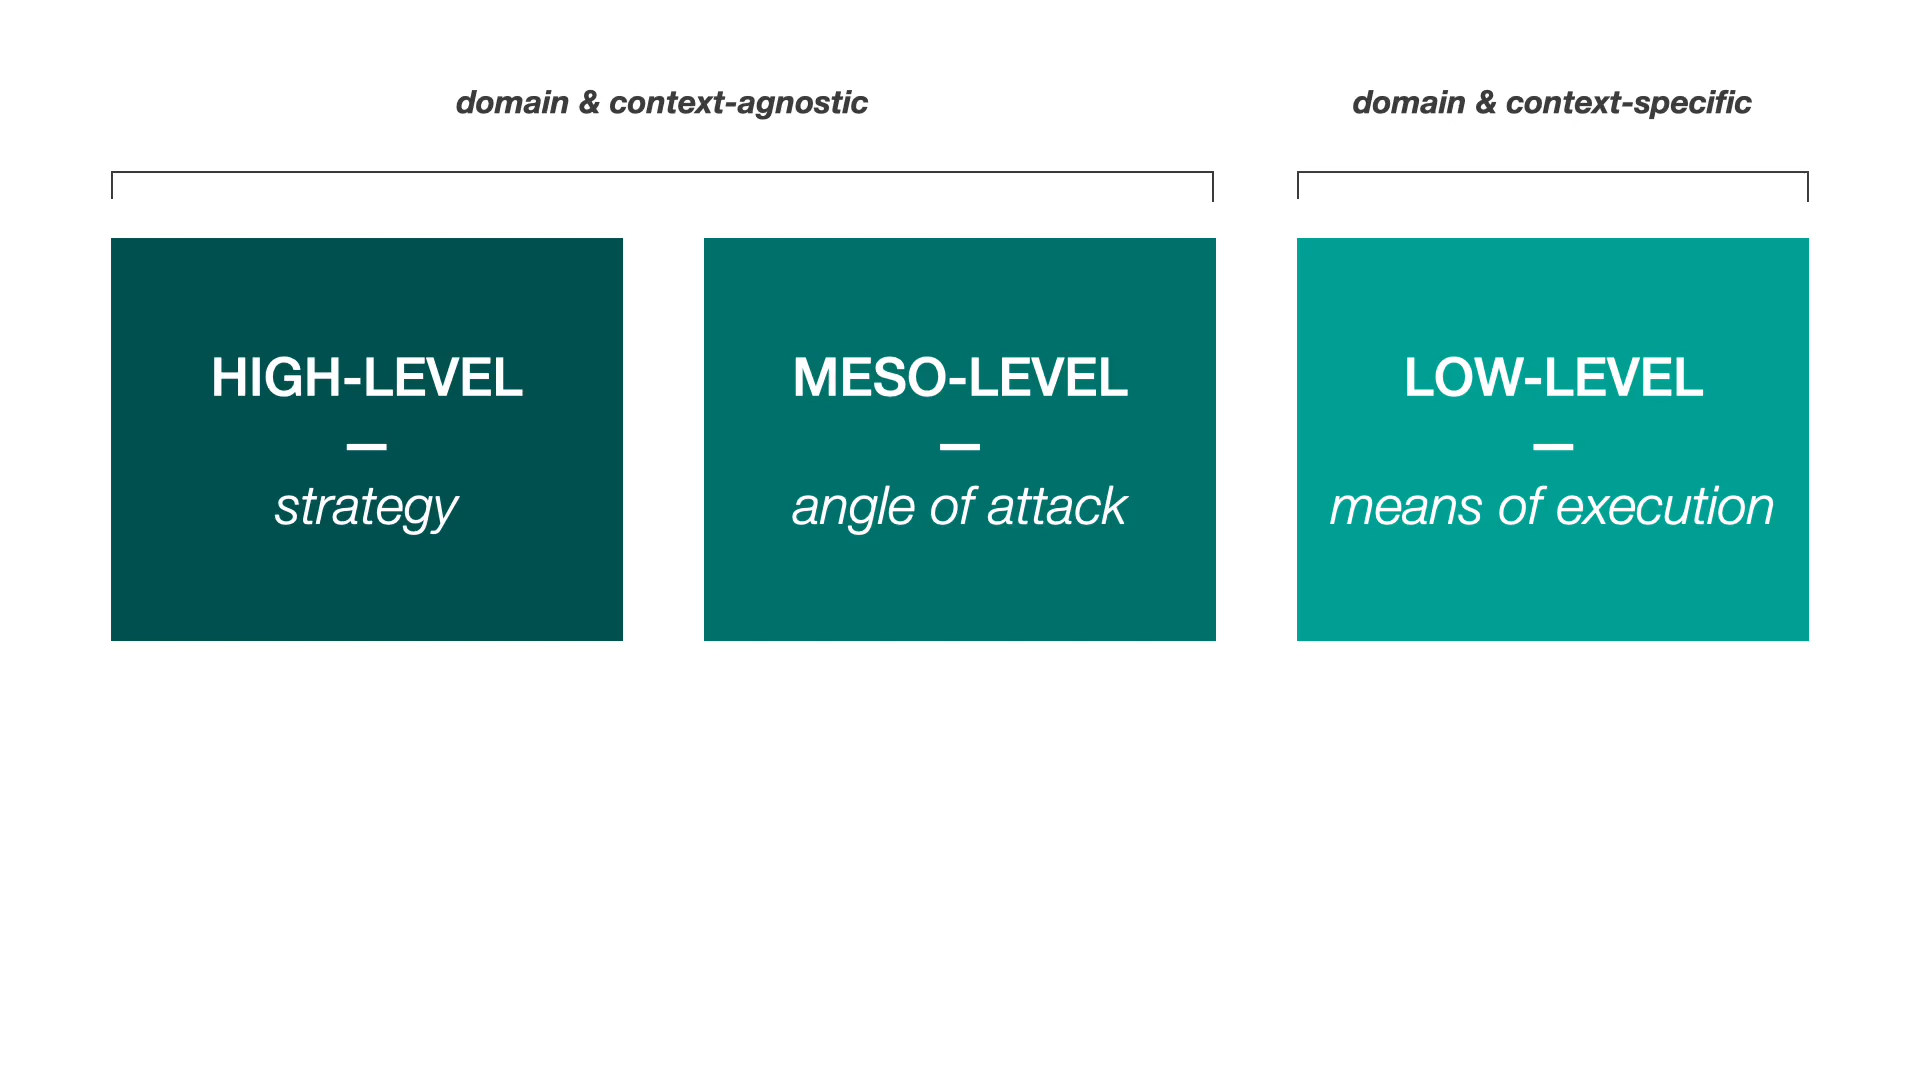 domain & context-agnostic
domain & context-specific
HIGH-LEVEL
–
strategy
MESO-LEVEL
–
angle of attack
LOW-LEVEL
–
means of execution